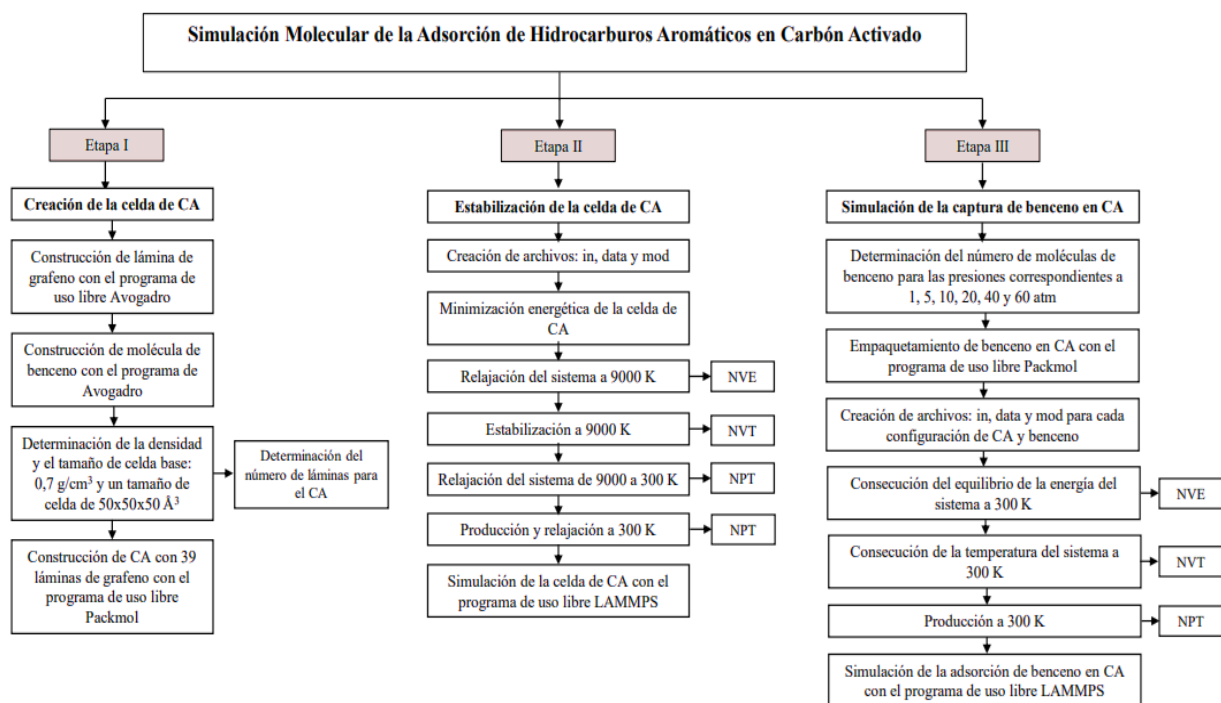 Simulación Molecular de la Adsorción de Hidrocarburos Aromáticos en Carbón Activado
Etapa I
Creación de la celda de CA
Construcción de lámina de
grafeno con el programa de
uso libre Avogadro
Construcción de molécula de
benceno con el programa de
Avogadro
Determinación de la densidad
y el tamaño de celda base:
0,7 g/cm³ y un tamaño de
celda de 50x50x50 Å³
Determinación del
número de láminas para
el CA
Construcción de CA con 39
láminas de grafeno con el
programa de uso libre
Packmol
Etapa II
Estabilización de la celda de CA
Creación de archivos: in, data y mod
Minimización energética de la celda de
CA
Relajación del sistema a 9000 K
NVE
Estabilización a 9000 K
NVT
Relajación del sistema de 9000 a 300 K
NPT
Producción y relajación a 300 K
NPT
Simulación de la celda de CA con el
programa de uso libre LAMMPS
Etapa III
Simulación de la captura de benceno en CA
Determinación del número de moléculas de
benceno para las presiones correspondientes a
1, 5, 10, 20, 40 y 60 atm
Empaquetamiento de benceno en CA con el
programa de uso libre Packmol
Creación de archivos: in, data y mod para cada
configuración de CA y benceno
Consecución del equilibrio de la energía del
sistema a 300 K
NVE
Consecución de la temperatura del sistema a
300 K
NVT
Producción a 300 K
NPT
Simulación de la adsorción de benceno en CA
con el programa de uso libre LAMMPS